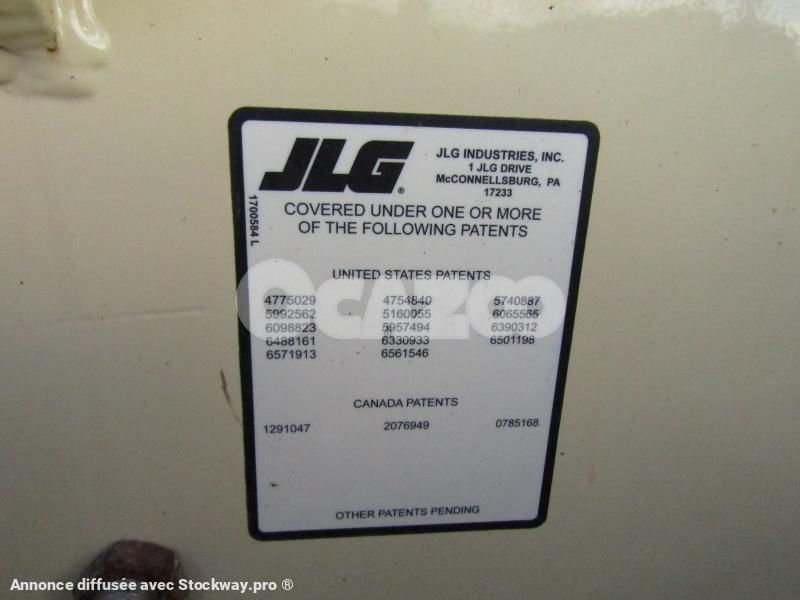 JLG®
JLG INDUSTRIES, INC.
1 JLG DRIVE
McCONNELLSBURG, PA
17233
1700584 L
COVERED UNDER ONE OR MORE
OF THE FOLLOWING PATENTS
UNITED STATES PATENTS
4775029 4754840 5740887
5992562 5160055 6065565
6098823 5957494 6390312
6488161 6330933 6501198
6571913 6561546
OCAZOO
CANADA PATENTS
1291047 2076949 0785168
OTHER PATENTS PENDING
Annonce diffusée avec Stockway.pro ®